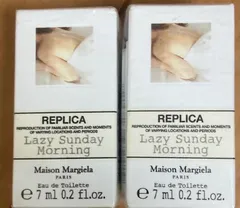 REPLICA
REPRODUCTION OF FAMILIAR SCENTS AND MOMENTS
OF VARYING LOCATIONS AND PERIODS
Lazy Sunday
Morning
Maison Margiela
PARIS
Eau de Toilette
℮ 7 ml 0.2 fl.oz.
REPLICA
REPRODUCTION OF FAMILIAR SCENTS AND MOMENTS
OF VARYING LOCATIONS AND PERIODS
Lazy Sunday
Morning
Maison Margiela
PARIS
Eau de Toilette
℮ 7 ml 0.2 fl.oz.